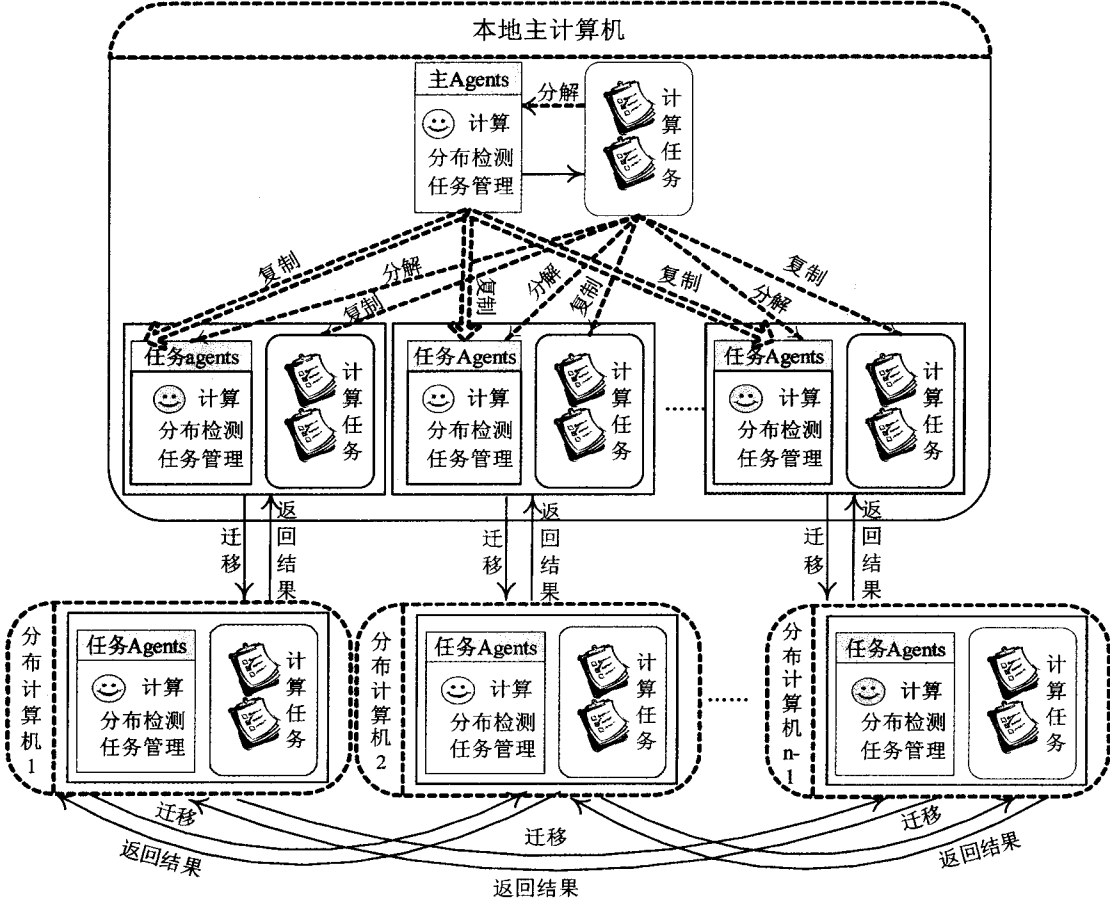 本地主计算机
主Agents
计算
分布检测
任务管理
分解
计算任务
复制
分解
复制
复制
分解
复制
复制
分解
复制
任务agents
计算
分布检测
任务管理
计算任务
任务Agents
计算
分布检测
任务管理
计算任务
……
任务Agents
计算
分布检测
任务管理
计算任务
迁移
返回结果
迁移
返回结果
迁移
返回结果
分布计算机1
任务Agents
计算
分布检测
任务管理
计算任务
分布计算机2
任务Agents
计算
分布检测
任务管理
计算任务
……
分布计算机n-1
任务Agents
计算
分布检测
任务管理
计算任务
迁移
返回结果
迁移
返回结果
迁移
返回结果